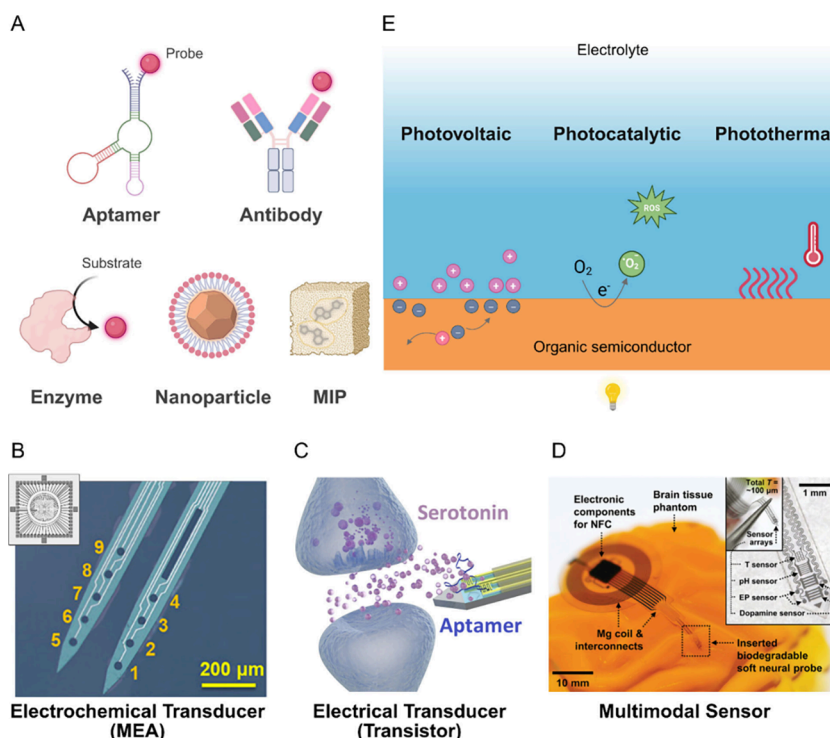 A
Probe
Aptamer
Antibody
Substrate
Enzyme
Nanoparticle
MIP
E
Electrolyte
Photovoltaic
Photocatalytic
Phototherma
ROS
O2
e-
·O2-
+
+
+
+
+
+
-
-
-
-
-
+
-
Organic semiconductor
B
9
8
7
6
5
4
3
2
1
200 µm
Electrochemical Transducer
(MEA)
C
Serotonin
Aptamer
Electrical Transducer
(Transistor)
D
Electronic
components
for NFC
Brain tissue
phantom
Total T =
~100 µm
Sensor
arrays
1 mm
T sensor
pH sensor
EP sensor
Dopamine sensor
Mg coil &
interconnects
Inserted
biodegradable
soft neural probe
10 mm
Multimodal Sensor